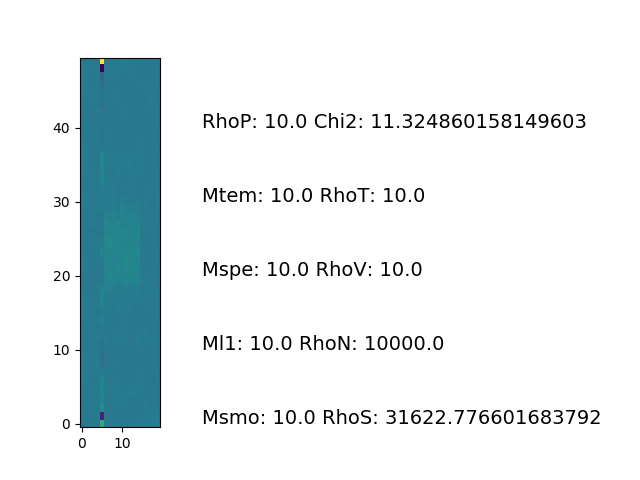 RhoP: 10.0 Chi2: 11.324860158149603
40
Mtem: 10.0 RhoT: 10.0
30
Mspe: 10.0 RhoV: 10.0
20
Ml1: 10.0 RhoN: 10000.0
10
Msmo: 10.0 RhoS: 31622.776601683792
0
0 10